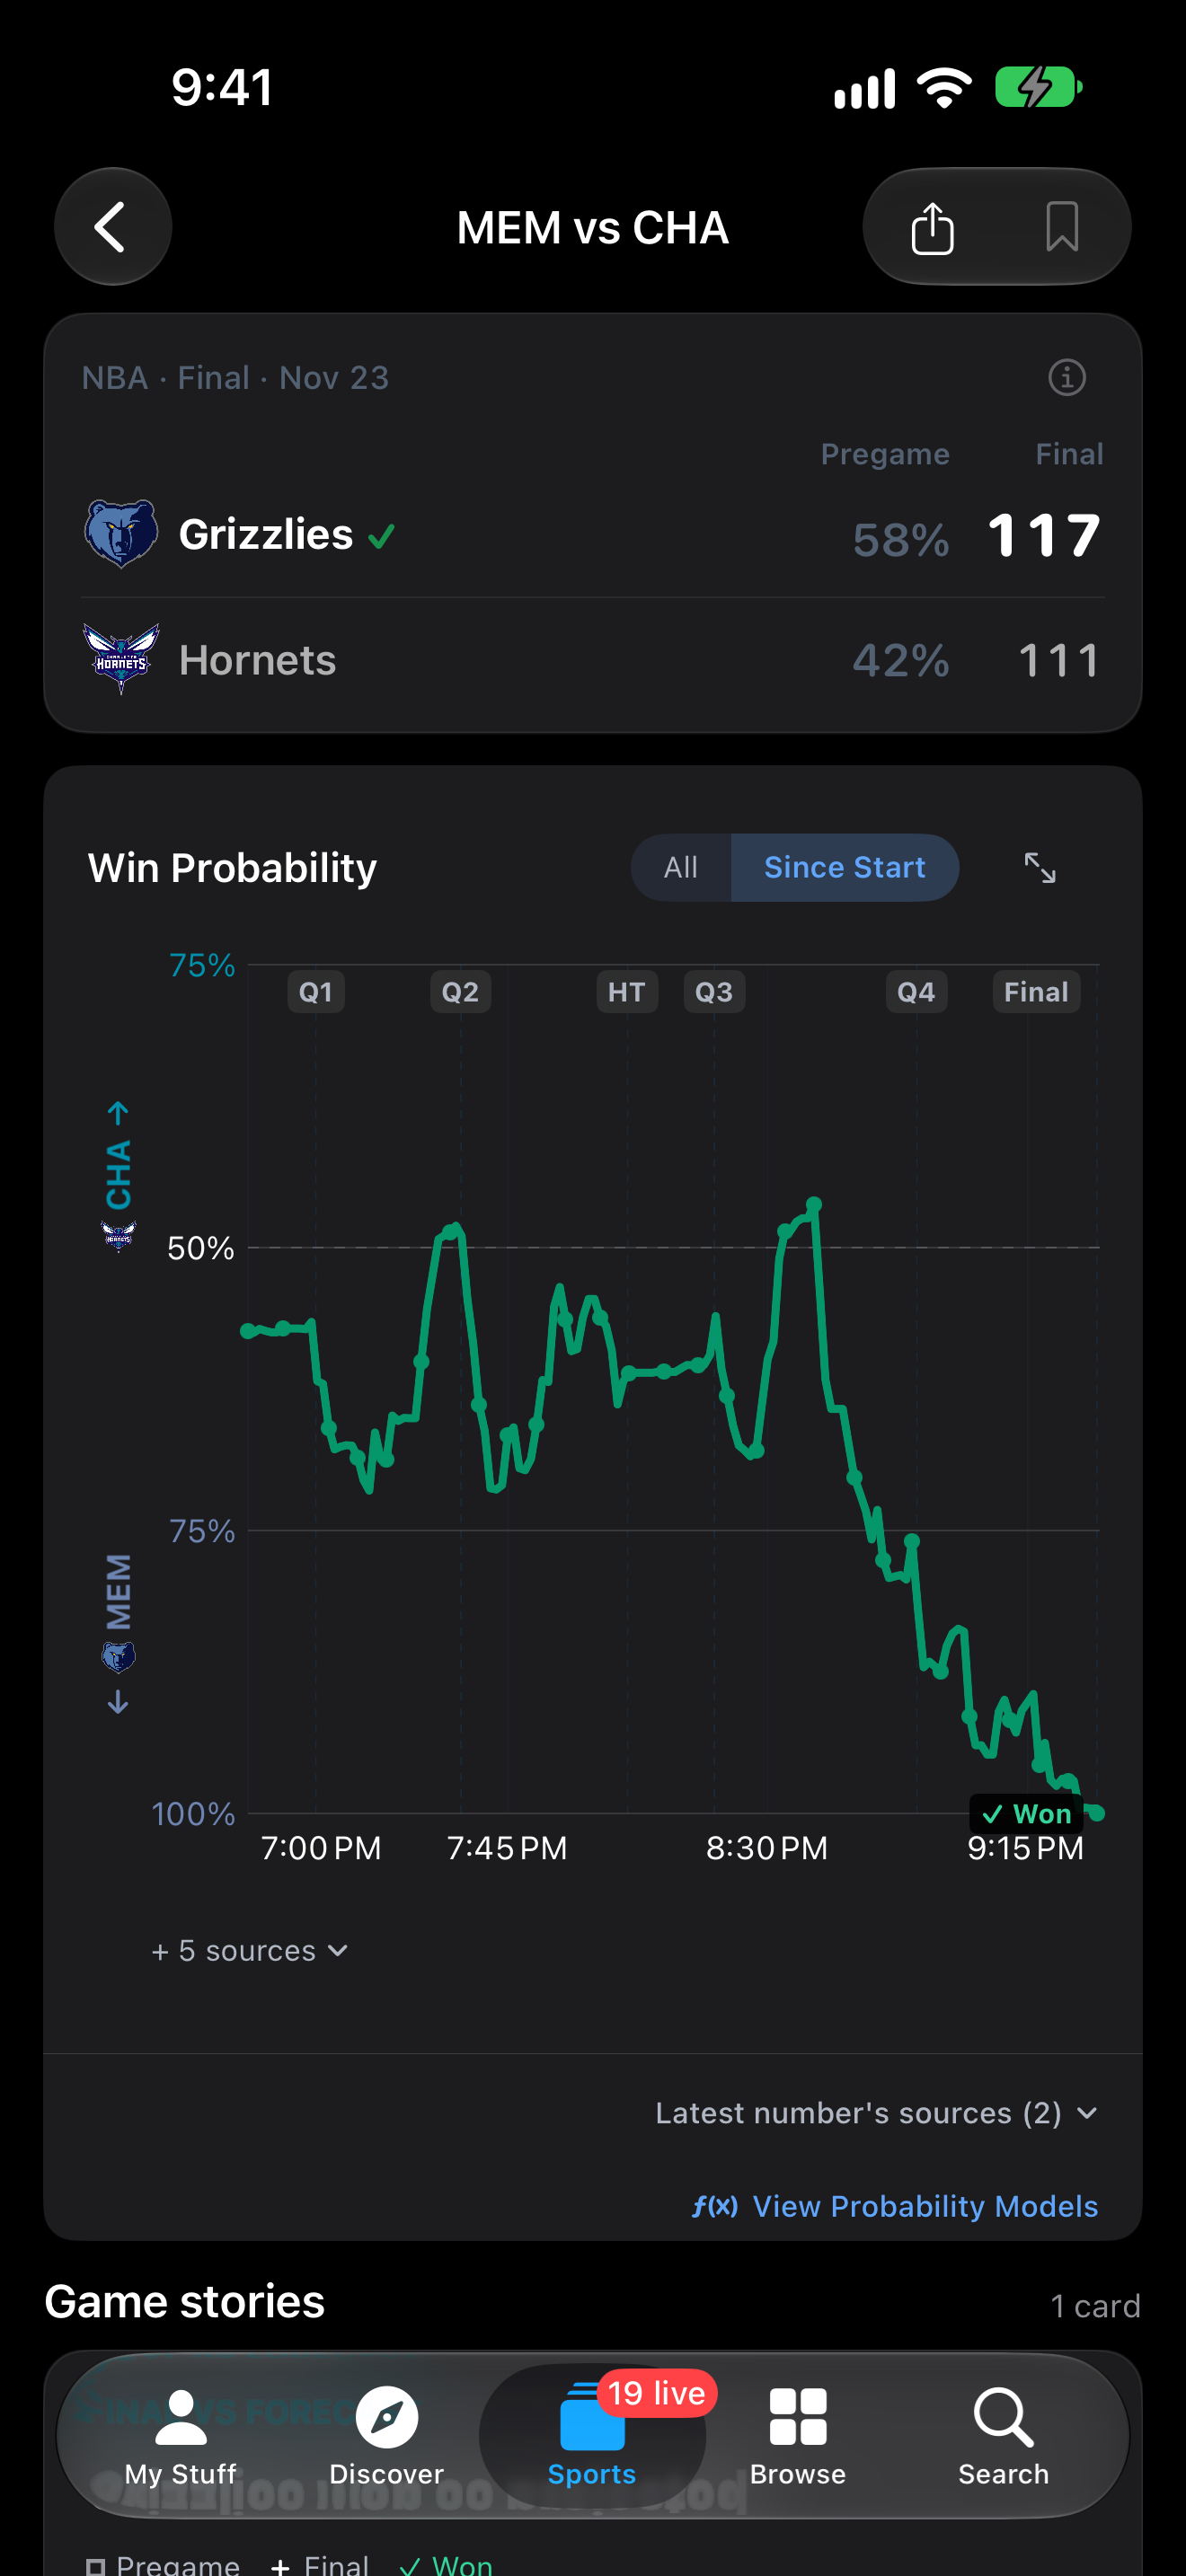 9:41
MEM vs CHA
NBA · Final · Nov 23
Pregame Final
Grizzlies ✓ 58% 117
HORNETS
Hornets 42% 111
Win Probability All Since Start
75%
Q1 Q2 HT Q3 Q4 Final
CHA →
50%
75%
← MEM
100%
✓ Won
7:00 PM 7:45 PM 8:30 PM 9:15 PM
+ 5 sources
Latest number's sources (2)
f(x) View Probability Models
Game stories 1 card
19 live
My Stuff Discover Sports Browse Search
Pregame + Final ✓ Won